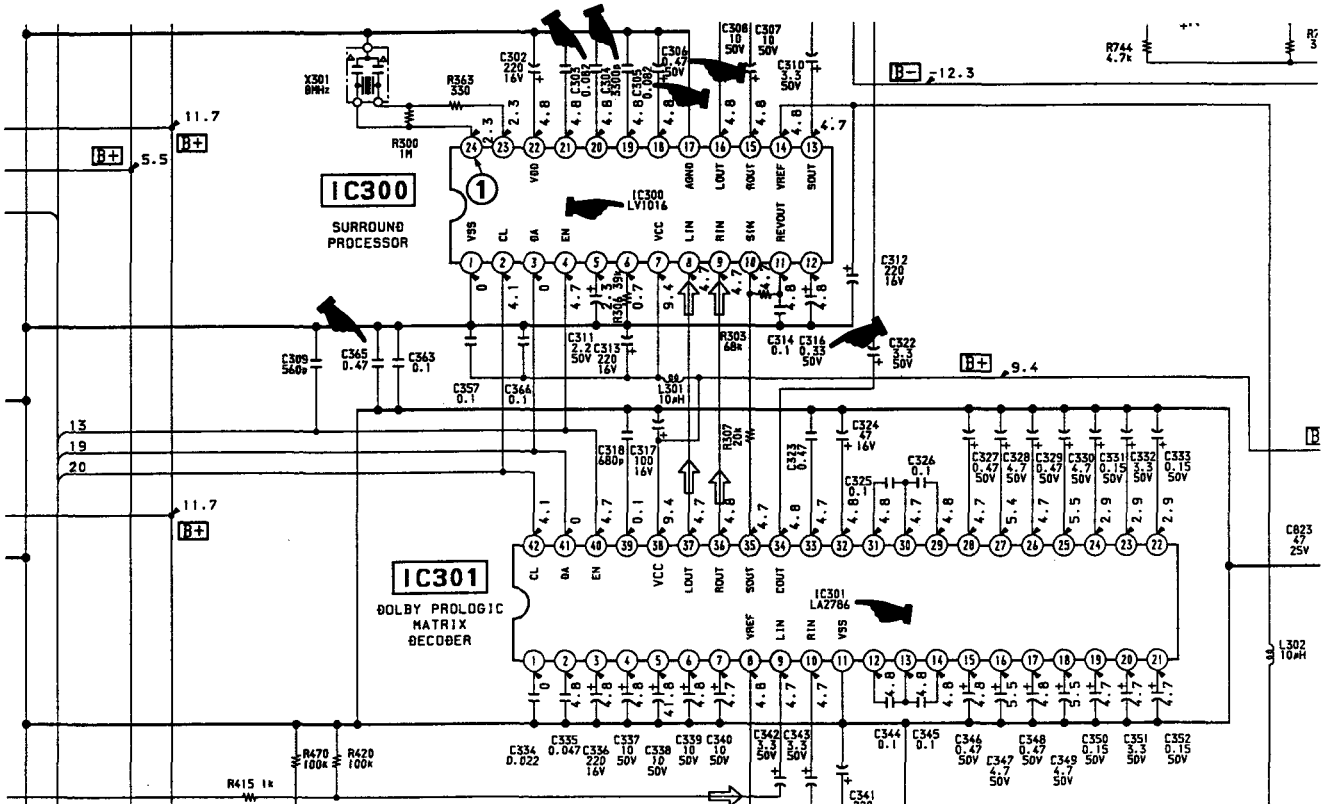 C302
220
16V
C303
0.082
C304
3300p
C305
0.082
C306
0.47
50V
C308
10
50V
C307
10
50V
C310
3.3
50V
B-
-12.3
R744
4.7k
X301
8MHz
R363
330
R300
1M
11.7
B+
B+
5.5
2.3
2.3
4.8
4.8
4.8
4.8
4.8
4.8
4.8
4.8
4.7
24
23
22
21
20
19
18
17
16
15
14
13
VDD
AGND
LOUT
ROUT
VREF
SOUT
1
IC300
SURROUND
PROCESSOR
IC300
LV1016
VSS
CL
DA
EN
VCC
LIN
RIN
SIN
REVOUT
1
2
3
4
5
6
7
8
9
10
11
12
0
4.1
0
4.7
2.3
R306 39k
0.7
9.4
4.7
4.7
4.7
4.8
4.8
C312
220
16V
C309
560p
C365
0.47
C363
0.1
C357
0.1
C366
0.1
C311
2.2
50V
C313
220
16V
L301
10µH
R303
68k
C314
0.1
C316
0.33
50V
C322
3.3
50V
B+
9.4
13
19
20
C318
680p
C317
100
16V
R307
20k
C323
0.47
C324
47
16V
C325
0.1
C326
0.1
C327
0.47
50V
C328
4.7
50V
C329
0.47
50V
C330
4.7
50V
C331
0.15
50V
C332
3.3
50V
C333
0.15
50V
11.7
B+
4.1
0
4.7
0.1
9.4
4.7
4.8
4.7
4.8
4.7
4.8
4.8
4.7
4.8
4.7
5.4
4.7
5.5
2.9
2.9
2.9
C823
47
25V
42
41
40
39
38
37
36
35
34
33
32
31
30
29
28
27
26
25
24
23
22
CL
DA
EN
VCC
LOUT
ROUT
SOUT
COUT
IC301
DOLBY PROLOGIC
MATRIX
DECODER
IC301
LA2786
VREF
LIN
RIN
VSS
1
2
3
4
5
6
7
8
9
10
11
12
13
14
15
16
17
18
19
20
21
L302
10µH
0
4.8
4.8
4.8
4.8
4.8
4.7
4.8
4.7
4.7
4.8
4.8
4.8
5.5
4.8
5.5
4.7
4.7
4.7
R470
100k
R420
100k
C334
0.022
C335
0.047
C336
220
16V
C337
10
50V
C338
10
50V
C339
10
50V
C340
10
50V
C342
3.3
50V
C343
3.3
50V
C344
0.1
C345
0.1
C346
0.47
50V
C347
4.7
50V
C348
0.47
50V
C349
4.7
50V
C350
0.15
50V
C351
3.3
50V
C352
0.15
50V
R415 1k
C341